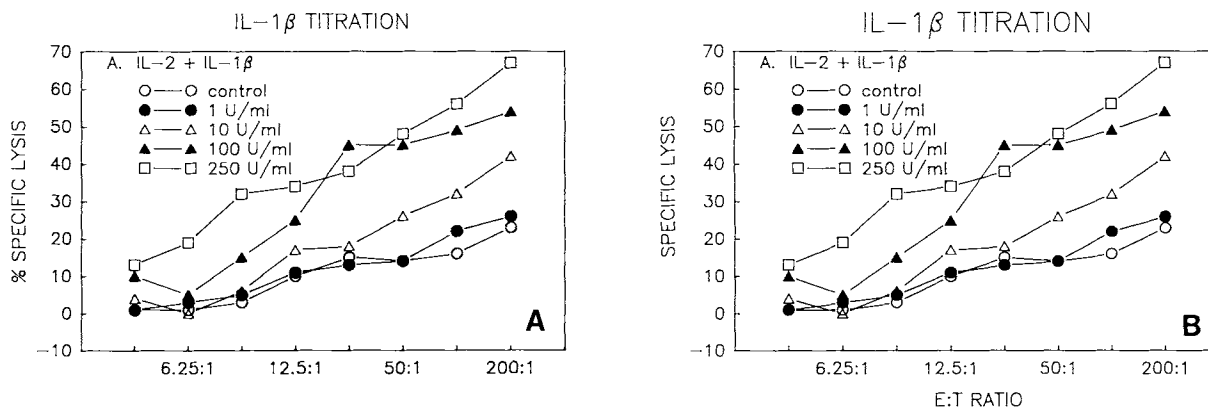 IL-1β TITRATION
% SPECIFIC LYSIS
70
60
50
40
30
20
10
0
-10
A. IL-2 + IL-1β
control
1 U/ml
10 U/ml
100 U/ml
250 U/ml
A
6.25:1
12.5:1
50:1
200:1
IL-1β TITRATION
SPECIFIC LYSIS
70
60
50
40
30
20
10
0
-10
A. IL-2 + IL-1β
control
1 U/ml
10 U/ml
100 U/ml
250 U/ml
B
6.25:1
12.5:1
50:1
200:1
E:T RATIO